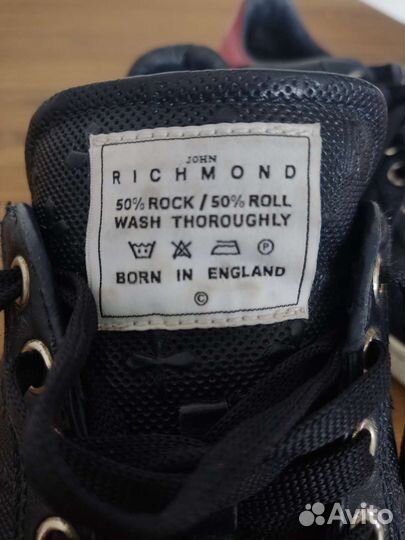 JOHN
RICHMOND
50% ROCK / 50% ROLL
WASH THOROUGHLY
P
BORN IN ENGLAND
©
Avito